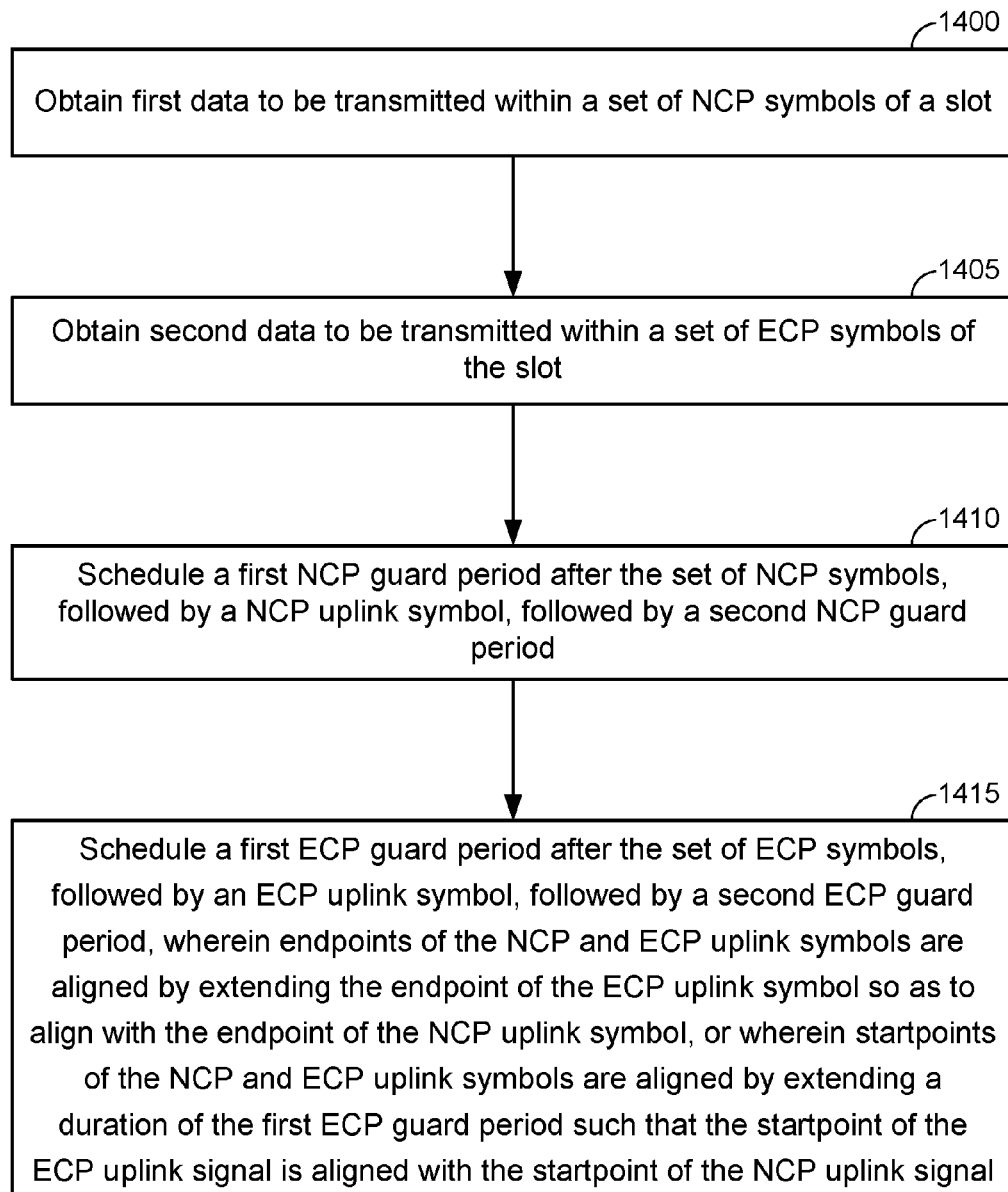 1400
Obtain first data to be transmitted within a set of NCP symbols of a slot
1405
Obtain second data to be transmitted within a set of ECP symbols of
the slot
1410
Schedule a first NCP guard period after the set of NCP symbols,
followed by a NCP uplink symbol, followed by a second NCP guard
period
1415
Schedule a first ECP guard period after the set of ECP symbols,
followed by an ECP uplink symbol, followed by a second ECP guard
period, wherein endpoints of the NCP and ECP uplink symbols are
aligned by extending the endpoint of the ECP uplink symbol so as to
align with the endpoint of the NCP uplink symbol, or wherein startpoints
of the NCP and ECP uplink symbols are aligned by extending a
duration of the first ECP guard period such that the startpoint of the
ECP uplink signal is aligned with the startpoint of the NCP uplink signal